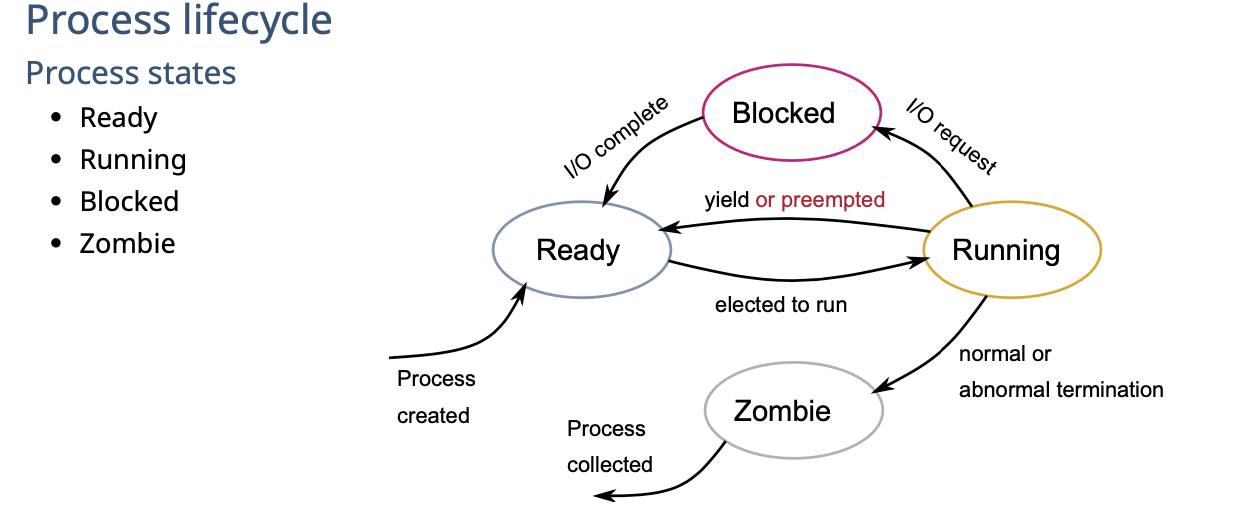 Process lifecycle
Process states
• Ready
• Running
• Blocked
• Zombie
Blocked
I/O complete
I/O request
yield or preempted
Ready
Running
elected to run
Process
created
normal or
abnormal termination
Zombie
Process
collected